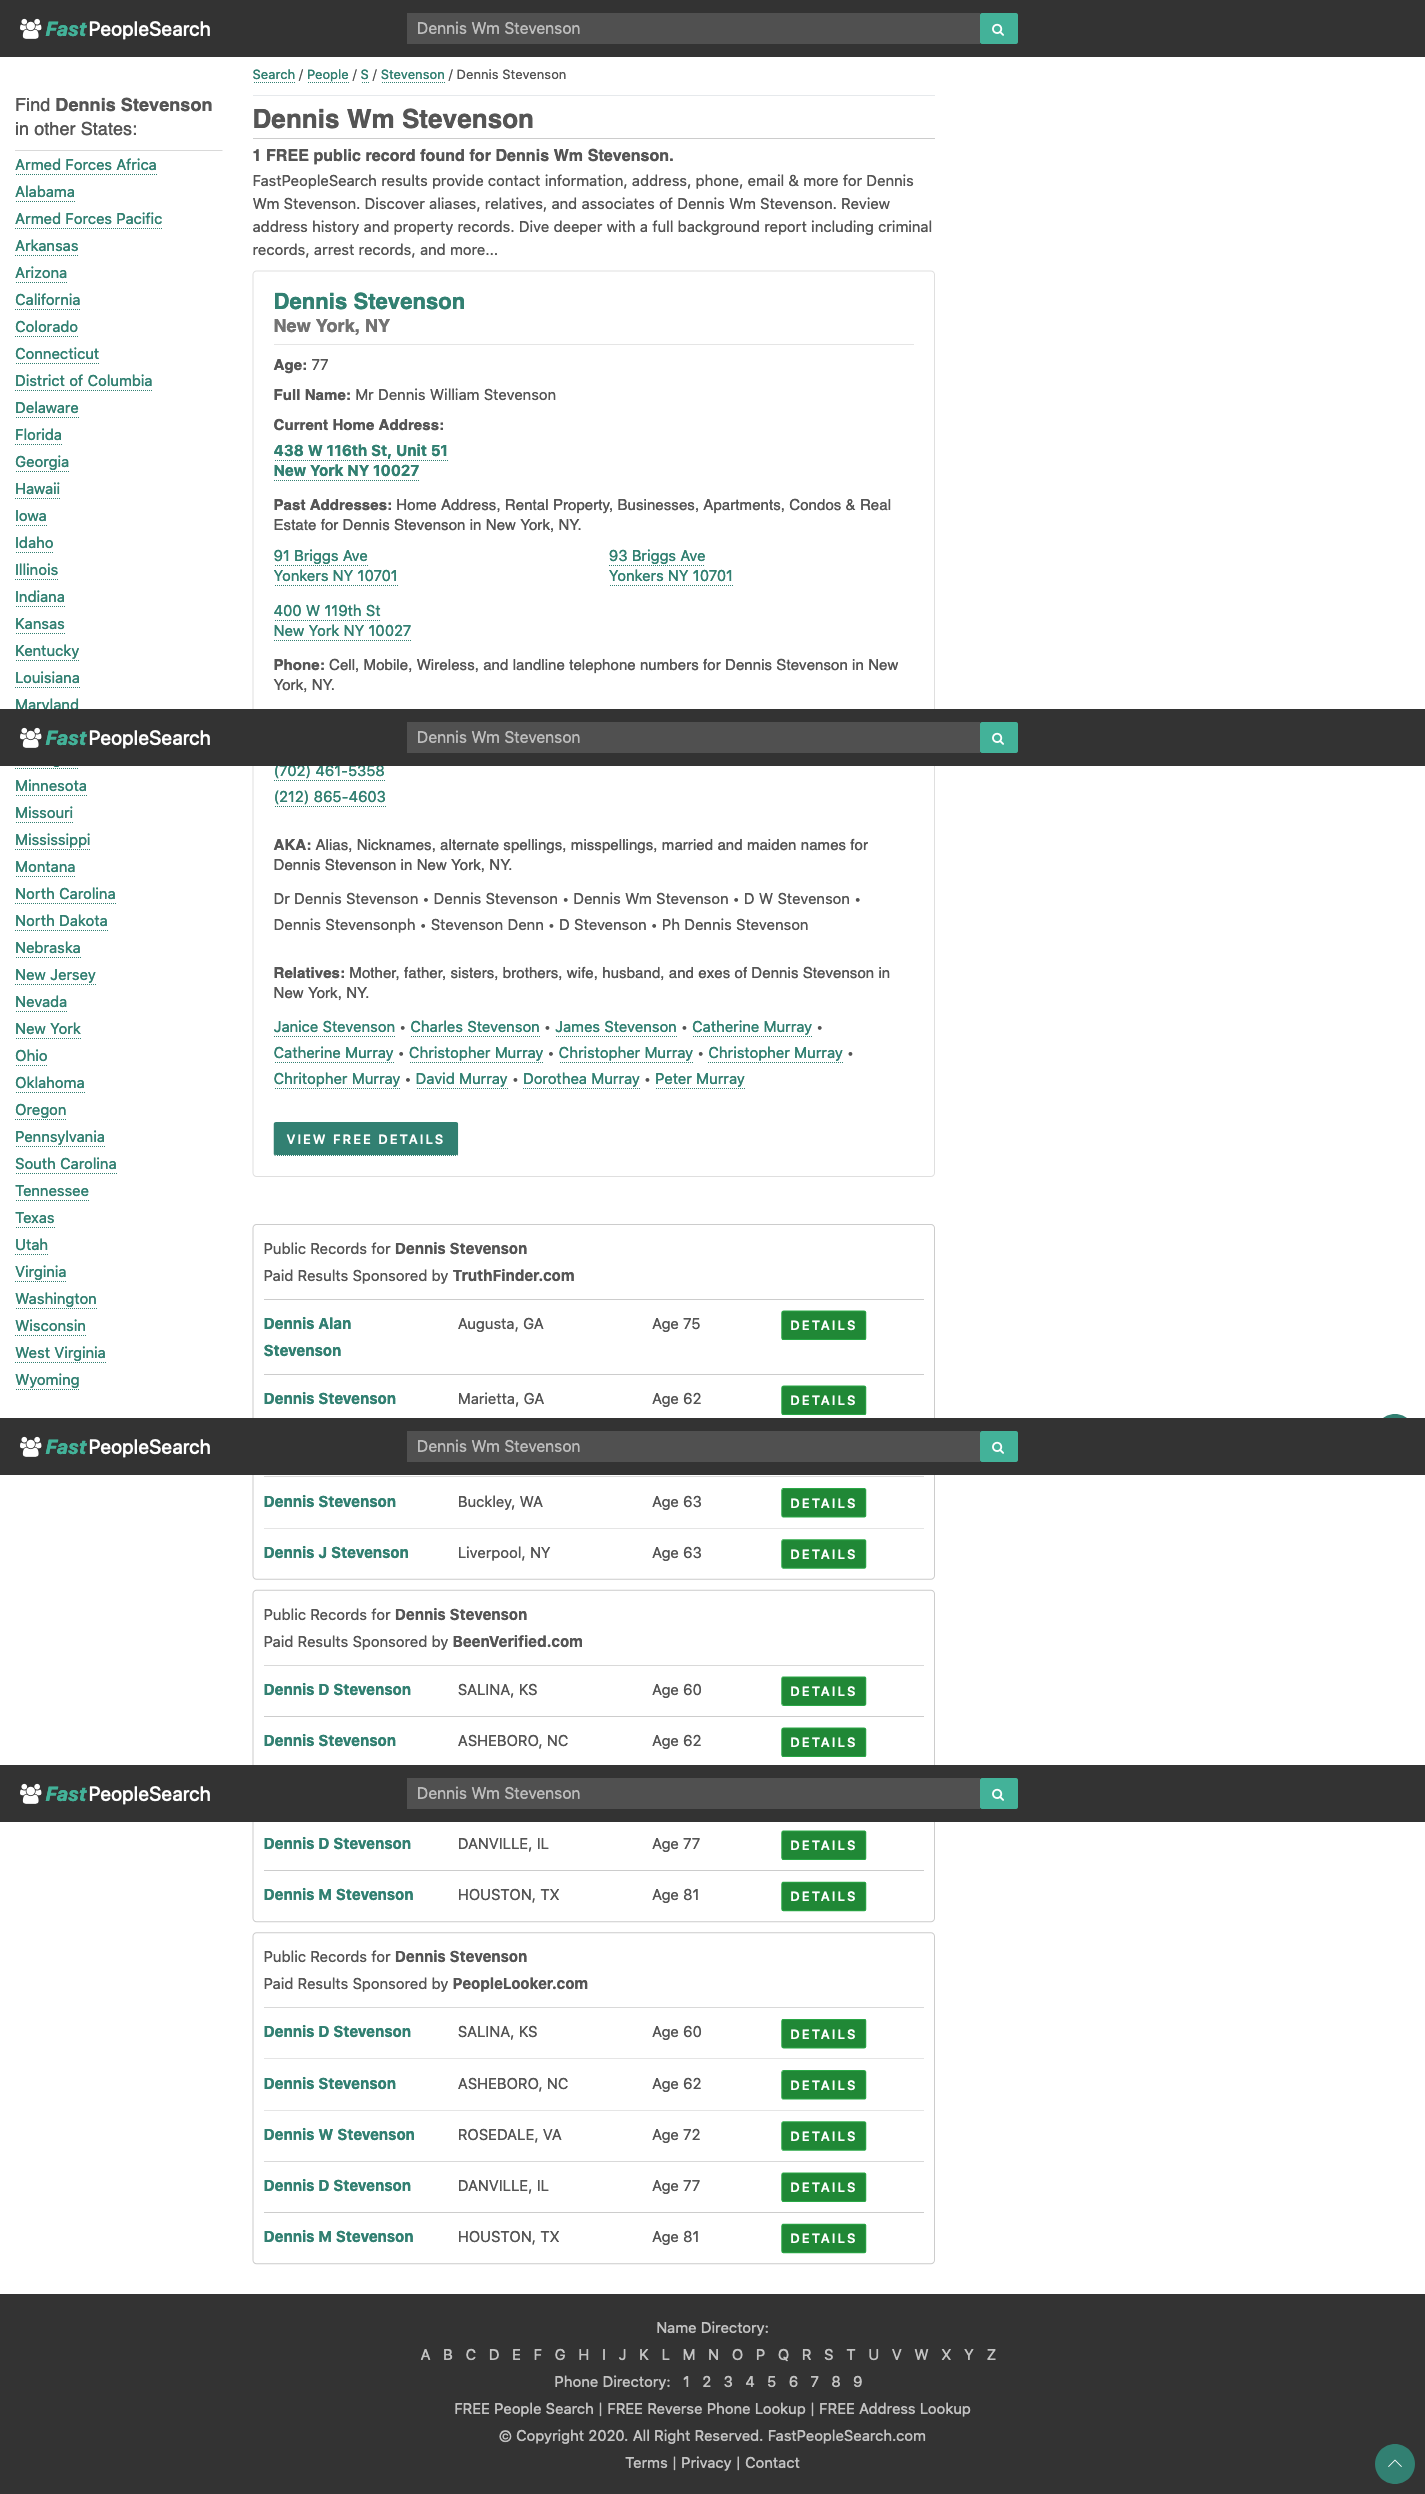 FastPeopleSearch
Dennis Wm Stevenson
Search / People / S / Stevenson / Dennis Stevenson
Find Dennis Stevenson
in other States:
Armed Forces Africa
Alabama
Armed Forces Pacific
Arkansas
Arizona
California
Colorado
Connecticut
District of Columbia
Delaware
Florida
Georgia
Hawaii
Iowa
Idaho
Illinois
Indiana
Kansas
Kentucky
Louisiana
Maryland
Dennis Wm Stevenson
1 FREE public record found for Dennis Wm Stevenson.
FastPeopleSearch results provide contact information, address, phone, email & more for Dennis
Wm Stevenson. Discover aliases, relatives, and associates of Dennis Wm Stevenson. Review
address history and property records. Dive deeper with a full background report including criminal
records, arrest records, and more...
Dennis Stevenson
New York, NY
Age: 77
Full Name: Mr Dennis William Stevenson
Current Home Address:
438 W 116th St, Unit 51
New York NY 10027
Past Addresses: Home Address, Rental Property, Businesses, Apartments, Condos & Real
Estate for Dennis Stevenson in New York, NY.
91 Briggs Ave
Yonkers NY 10701
93 Briggs Ave
Yonkers NY 10701
400 W 119th St
New York NY 10027
Phone: Cell, Mobile, Wireless, and landline telephone numbers for Dennis Stevenson in New
York, NY.
FastPeopleSearch
Dennis Wm Stevenson
Minnesota
Missouri
Mississippi
Montana
North Carolina
North Dakota
Nebraska
New Jersey
Nevada
New York
Ohio
Oklahoma
Oregon
Pennsylvania
South Carolina
Tennessee
Texas
Utah
Virginia
Washington
Wisconsin
West Virginia
Wyoming
(702) 461-5358
(212) 865-4603
AKA: Alias, Nicknames, alternate spellings, misspellings, married and maiden names for
Dennis Stevenson in New York, NY.
Dr Dennis Stevenson • Dennis Stevenson • Dennis Wm Stevenson • D W Stevenson •
Dennis Stevensonph • Stevenson Denn • D Stevenson • Ph Dennis Stevenson
Relatives: Mother, father, sisters, brothers, wife, husband, and exes of Dennis Stevenson in
New York, NY.
Janice Stevenson • Charles Stevenson • James Stevenson • Catherine Murray •
Catherine Murray • Christopher Murray • Christopher Murray • Christopher Murray •
Chritopher Murray • David Murray • Dorothea Murray • Peter Murray
VIEW FREE DETAILS
Public Records for Dennis Stevenson
Paid Results Sponsored by TruthFinder.com
Dennis Alan
Stevenson
Augusta, GA
Age 75
DETAILS
Dennis Stevenson
Marietta, GA
Age 62
DETAILS
FastPeopleSearch
Dennis Wm Stevenson
Dennis Stevenson
Buckley, WA
Age 63
DETAILS
Dennis J Stevenson
Liverpool, NY
Age 63
DETAILS
Public Records for Dennis Stevenson
Paid Results Sponsored by BeenVerified.com
Dennis D Stevenson
SALINA, KS
Age 60
DETAILS
Dennis Stevenson
ASHEBORO, NC
Age 62
DETAILS
FastPeopleSearch
Dennis Wm Stevenson
Dennis D Stevenson
DANVILLE, IL
Age 77
DETAILS
Dennis M Stevenson
HOUSTON, TX
Age 81
DETAILS
Public Records for Dennis Stevenson
Paid Results Sponsored by PeopleLooker.com
Dennis D Stevenson
SALINA, KS
Age 60
DETAILS
Dennis Stevenson
ASHEBORO, NC
Age 62
DETAILS
Dennis W Stevenson
ROSEDALE, VA
Age 72
DETAILS
Dennis D Stevenson
DANVILLE, IL
Age 77
DETAILS
Dennis M Stevenson
HOUSTON, TX
Age 81
DETAILS
Name Directory:
A B C D E F G H I J K L M N O P Q R S T U V W X Y Z
Phone Directory: 1 2 3 4 5 6 7 8 9
FREE People Search | FREE Reverse Phone Lookup | FREE Address Lookup
© Copyright 2020. All Right Reserved. FastPeopleSearch.com
Terms | Privacy | Contact